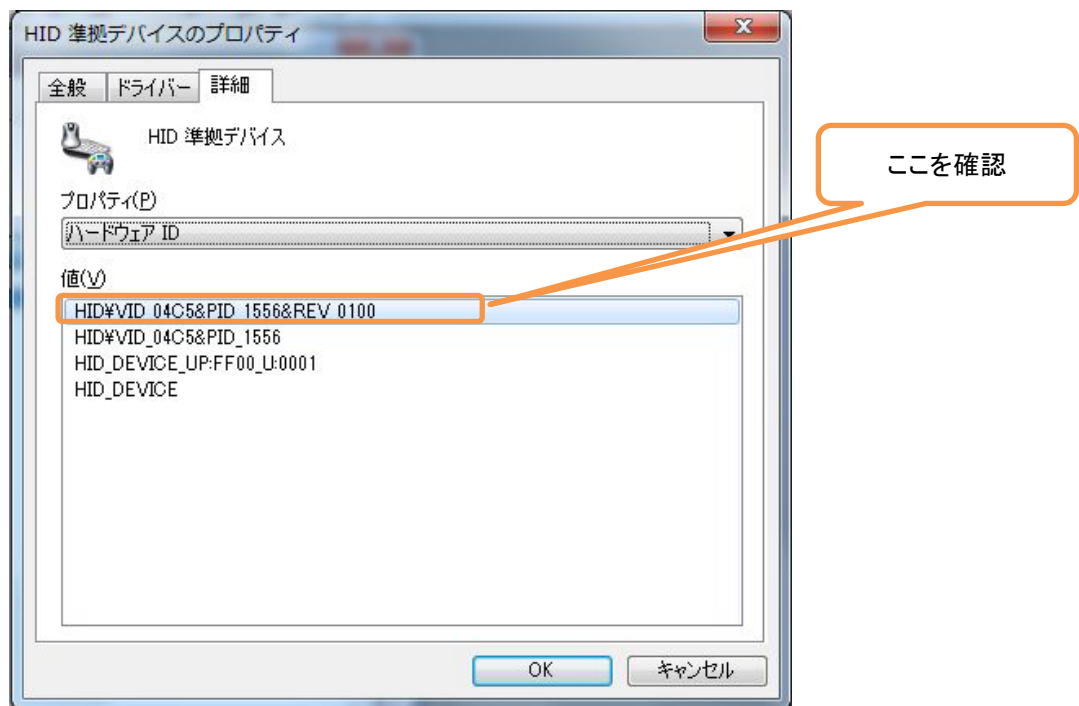 HID 準拠デバイスのプロパティ
全般 ドライバー 詳細
HID 準拠デバイス
ここを確認
プロパティ(P)
ハードウェア ID
値(V)
HID¥VID_04C5&PID_1556&REV_0100
HID¥VID_04C5&PID_1556
HID_DEVICE_UP:FF00_U:0001
HID_DEVICE
OK キャンセル